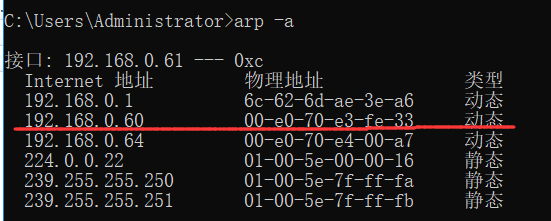 C:\Users\Administrator>arp -a
接口: 192.168.0.61 --- 0xc
Internet 地址 物理地址 类型
192.168.0.1 6c-62-6d-ae-3e-a6 动态
192.168.0.60 00-e0-70-e3-fe-33 动态
192.168.0.64 00-e0-70-e4-00-a7 动态
224.0.0.22 01-00-5e-00-00-16 静态
239.255.255.250 01-00-5e-7f-ff-fa 静态
239.255.255.251 01-00-5e-7f-ff-fb 静态